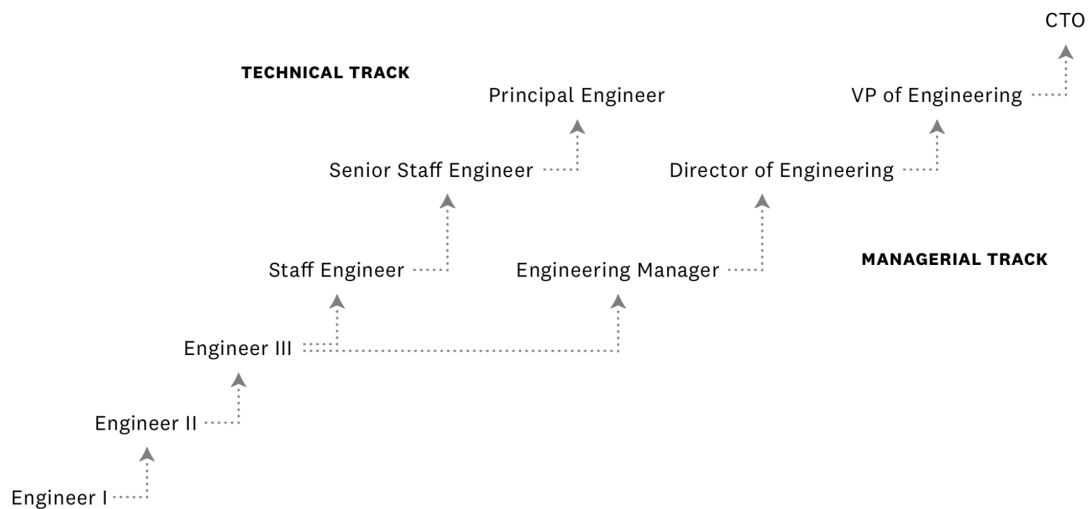 CTO
TECHNICAL TRACK
Principal Engineer
VP of Engineering
Senior Staff Engineer
Director of Engineering
MANAGERIAL TRACK
Staff Engineer
Engineering Manager
Engineer III
Engineer II
Engineer I